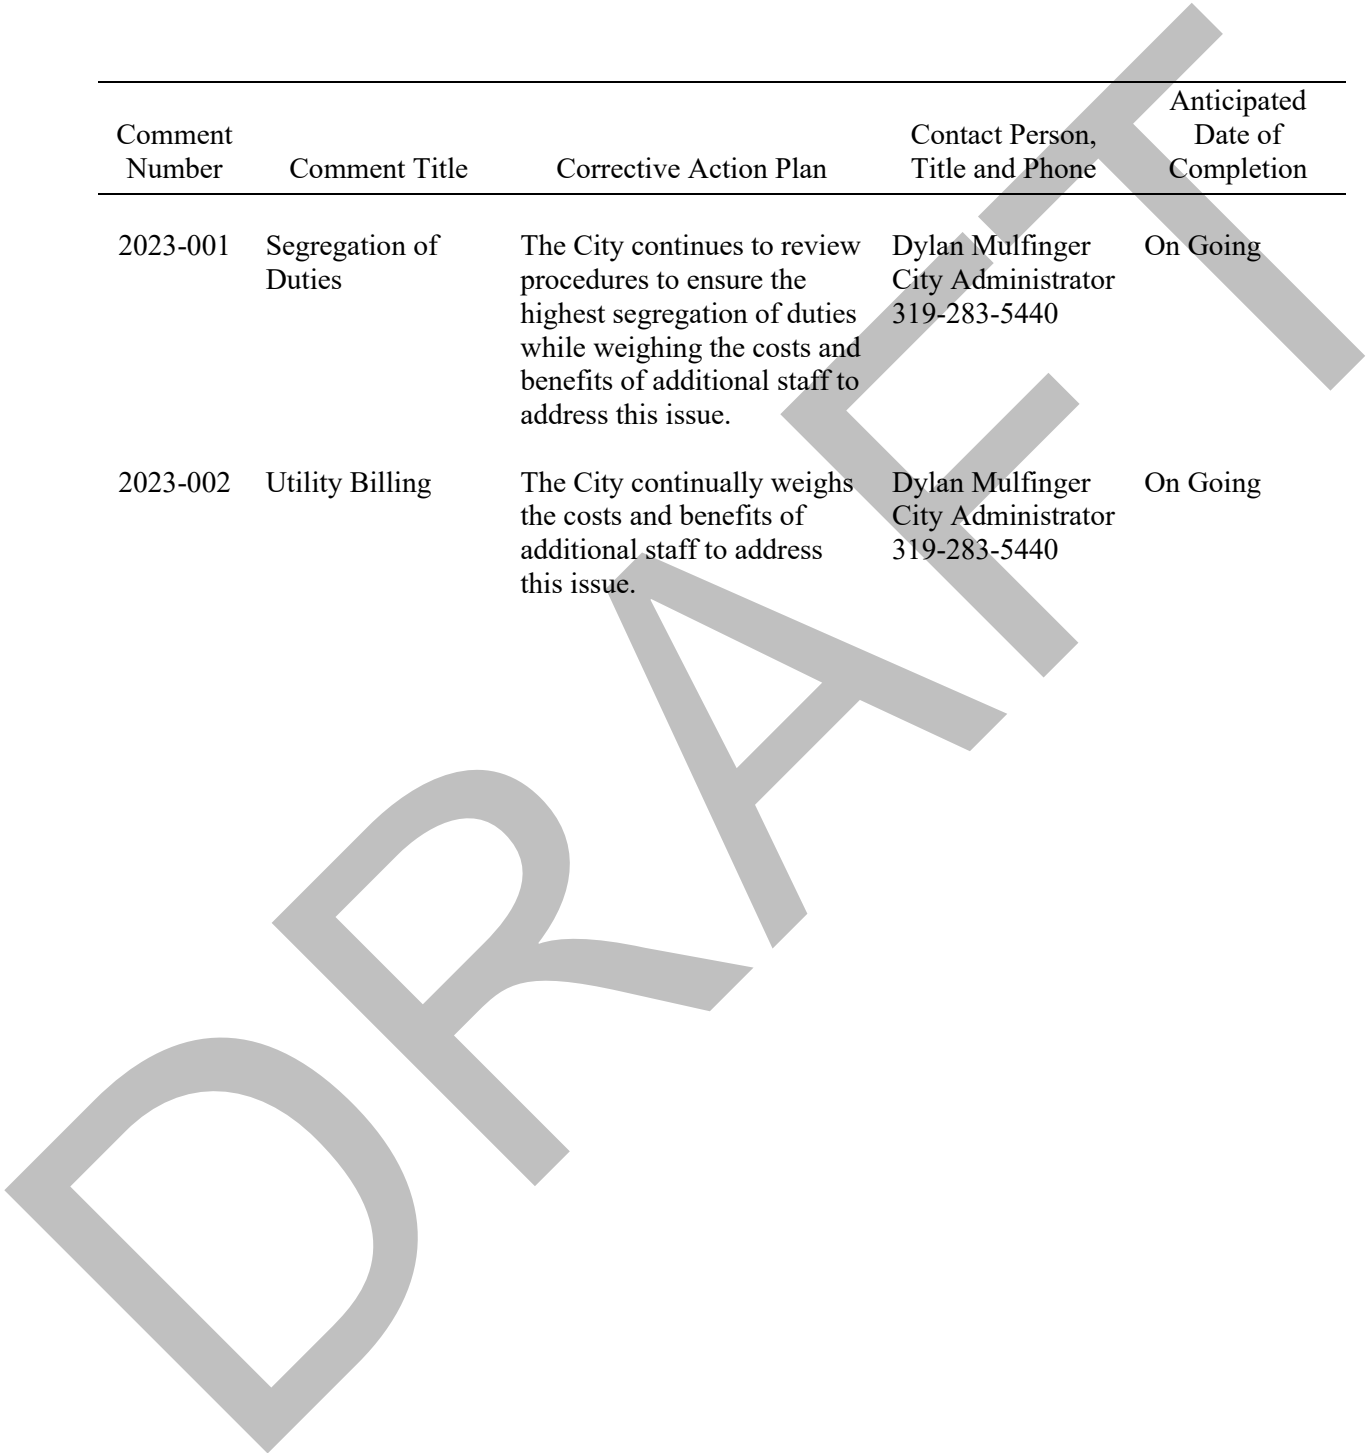 Comment Number Comment Title Corrective Action Plan Contact Person, Title and Phone Anticipated Date of Completion
2023-001 Segregation of Duties
The City continues to review
procedures to ensure the
highest segregation of duties
while weighing the costs and
benefits of additional staff to
address this issue.
Dylan Mulfinger
City Administrator
319-283-5440
On Going
2023-002 Utility Billing
The City continually weighs
the costs and benefits of
additional staff to address
this issue.
Dylan Mulfinger
City Administrator
319-283-5440
On Going
DRAFT